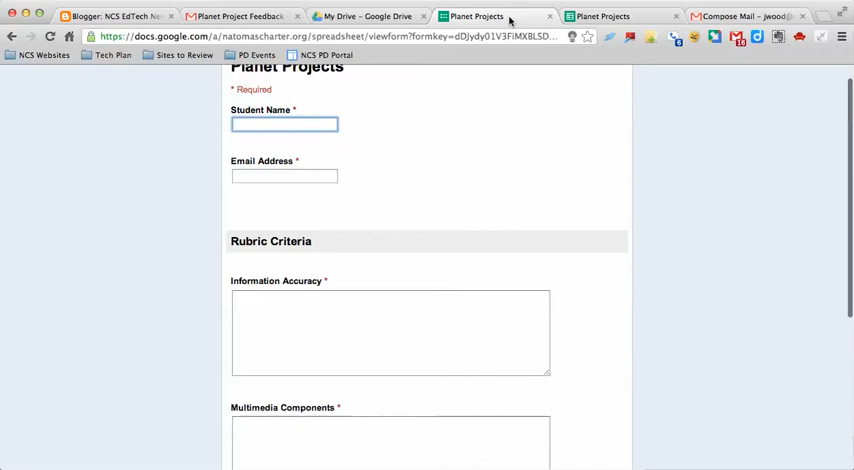 Blogger: NCS EdTech Ne
Planet Project Feedback
My Drive – Google Drive
Planet Projects
Planet Projects
Compose Mail – jwood@
https://docs.google.com/a/natomascharter.org/spreadsheet/viewform?formkey=dDJydy01V3FiMXBLSD...
6
16
NCS Websites
Tech Plan
Sites to Review
PD Events
NCS PD Portal
Planet Projects
* Required
Student Name *
Email Address *
Rubric Criteria
Information Accuracy *
Multimedia Components *